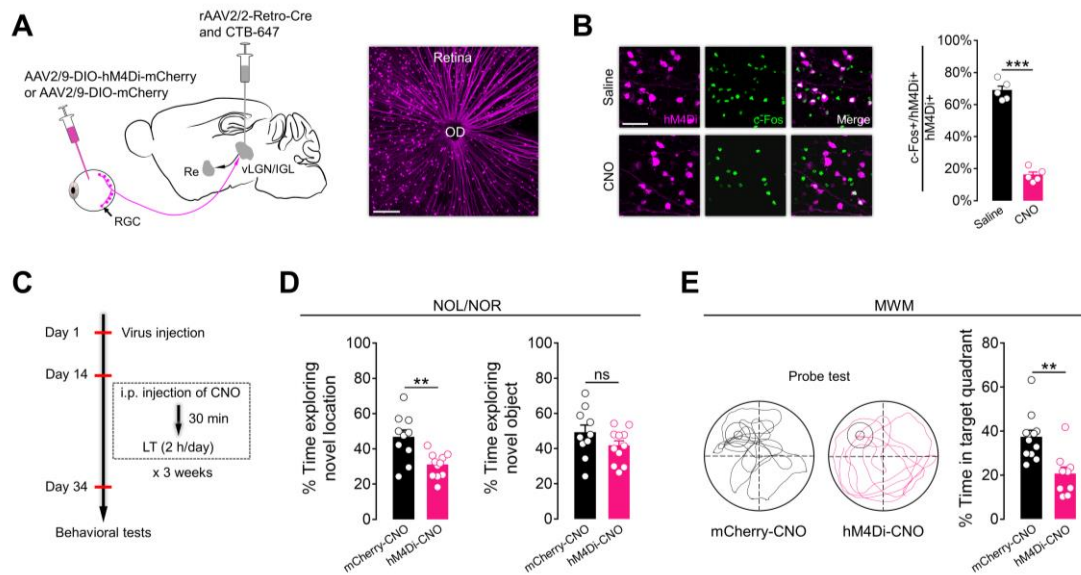 A
rAAV2/2-Retro-Cre
and CTB-647
AAV2/9-DIO-hM4Di-mCherry
or AAV2/9-DIO-mCherry
Re
vLGN/IGL
RGC
Retina
OD
B
Saline
CNO
hM4Di
c-Fos
Merge
c-Fos+/hM4Di+
hM4Di+
100%
80%
60%
40%
20%
0%
***
Saline
CNO
C
Day 1
Virus injection
Day 14
i.p. injection of CNO
30 min
LT (2 h/day)
x 3 weeks
Day 34
Behavioral tests
D
NOL/NOR
% Time exploring
novel location
100
80
60
40
20
0
**
mCherry-CNO
hM4Di-CNO
% Time exploring
novel object
100
80
60
40
20
0
ns
mCherry-CNO
hM4Di-CNO
E
MWM
Probe test
mCherry-CNO
hM4Di-CNO
% Time in target quadrant
80
60
40
20
0
**
mCherry-CNO
hM4Di-CNO